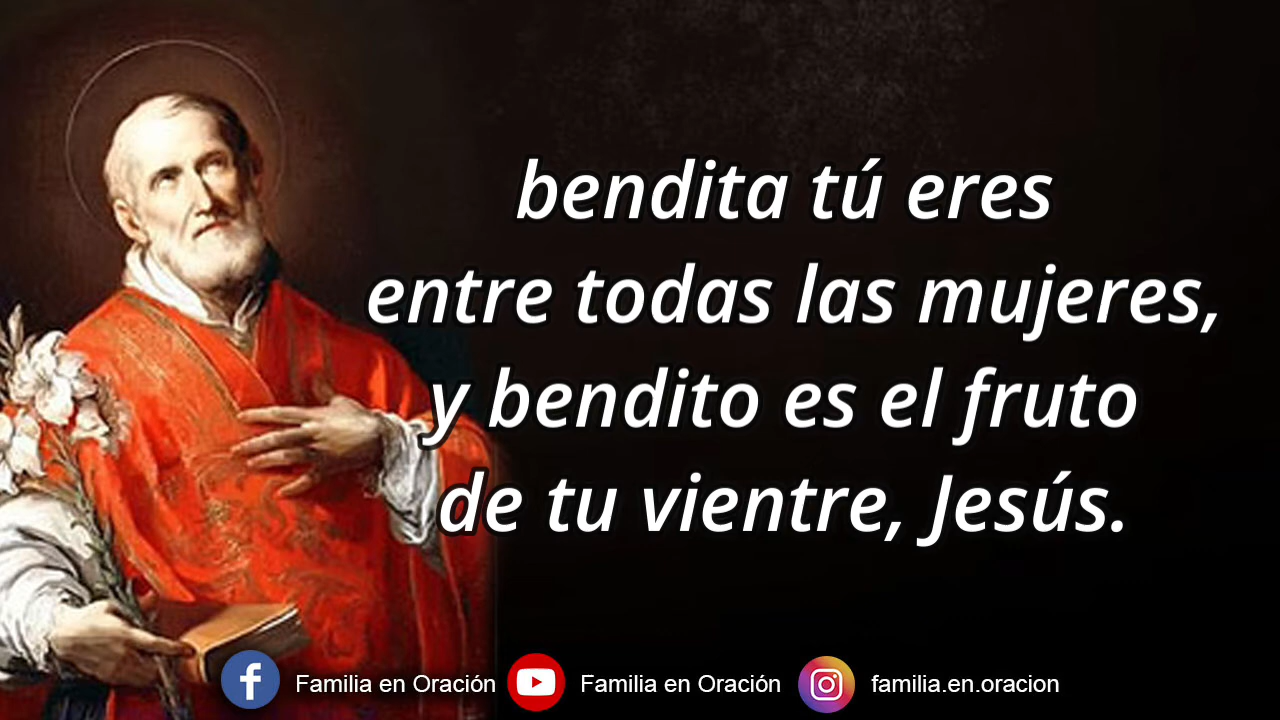 bendita tú eres
entre todas las mujeres,
y bendito es el fruto
de tu vientre, Jesús.
Familia en Oración Familia en Oración familia.en.oracion